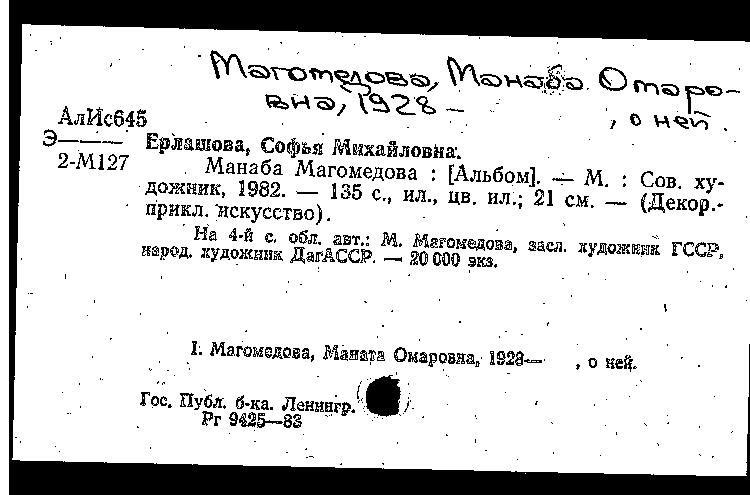 Магомедова, Манаба Омаро-
вна, 1928 – , о ней.
АлИс645
Э——
2-М127
Ерлашова, Софья Михайловна.
Манаба Магомедова : [Альбом]. — М. : Сов. ху-
дожник, 1982. — 135 с., ил., цв. ил.; 21 см. — (Декор.-
прикл. искусство).
На 4-й с. обл. авт.: М. Магомедова, засл. художник ГССР,
народ. художник ДагАССР. — 20 000 экз.
I. Магомедова, Маната Омаровна, 1928— , о ней.
Гос. Публ. б-ка. Ленингр.
Рг 9425—83